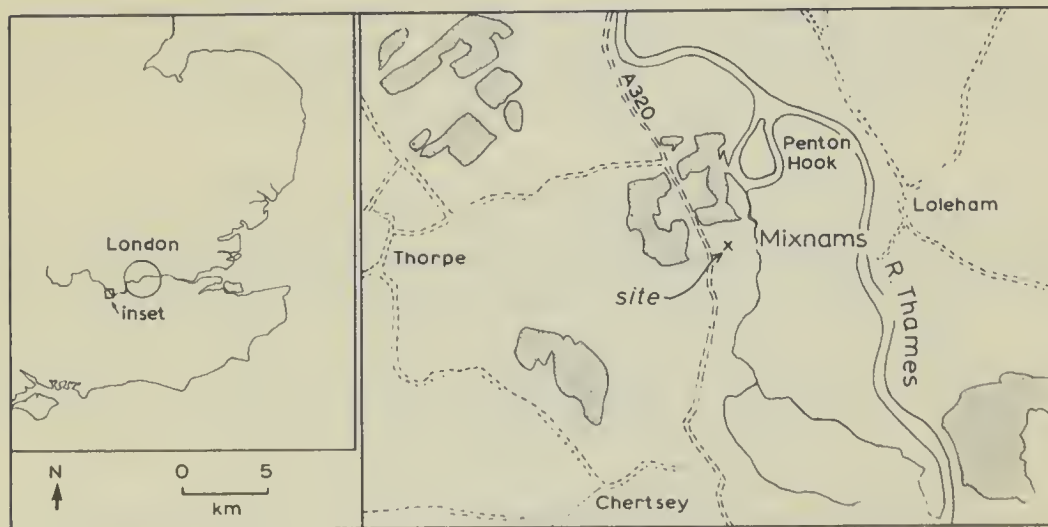 London
inset
N
0 5
km
A320
Penton
Hook
Loleham
Thorpe
Mixnams
site
x
R Thames
Chertsey